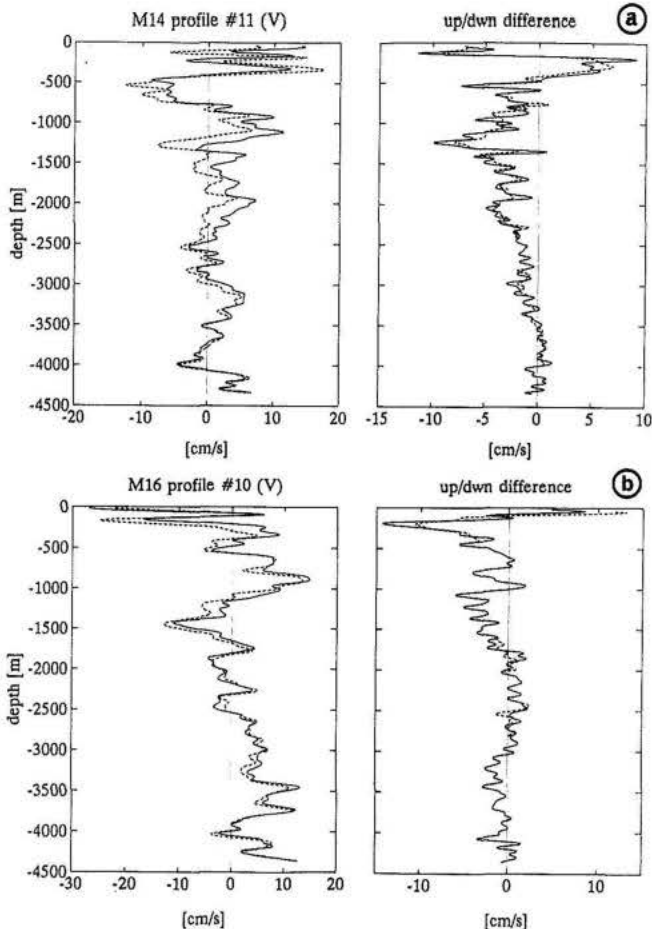 M14 profile #11 (V)
up/dwn difference
a
0
-500
-1000
-1500
-2000
-2500
-3000
-3500
-4000
-4500
depth [m]
-20 -10 0 10 20
[cm/s]
-15 -10 -5 0 5 10
[cm/s]
M16 profile #10 (V)
up/dwn difference
b
0
-500
-1000
-1500
-2000
-2500
-3000
-3500
-4000
-4500
depth [m]
-30 -20 -10 0 10 20
[cm/s]
-10 0 10
[cm/s]